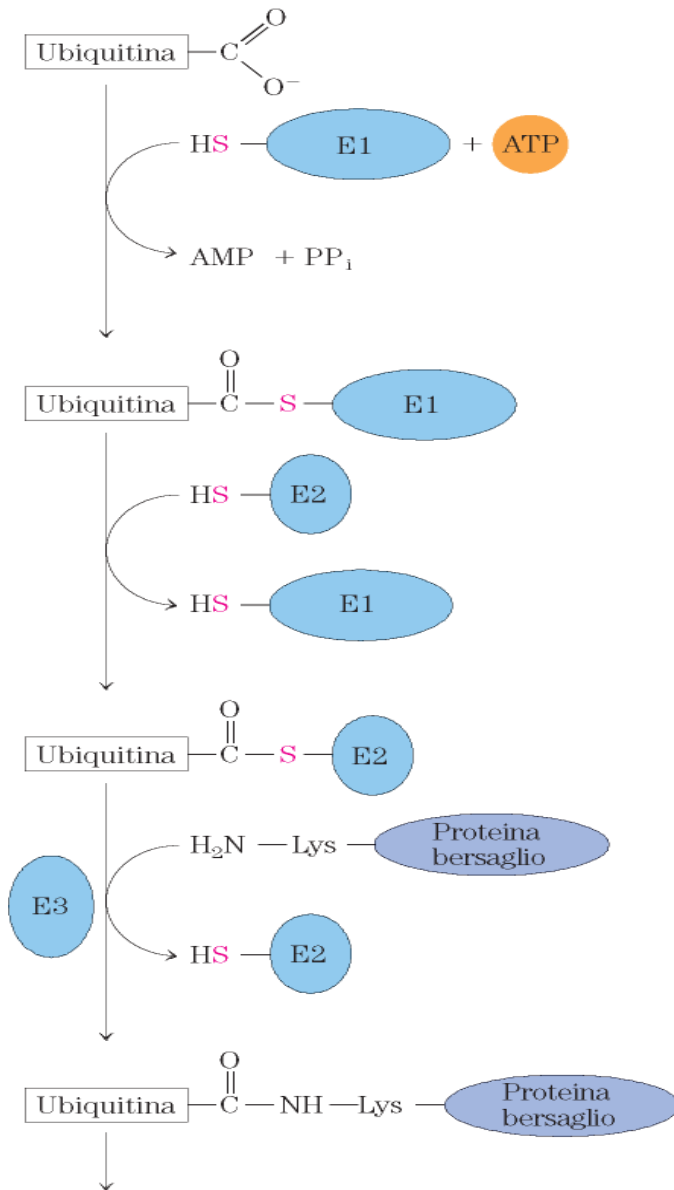 O
Ubiquitina C
O⁻
HS E1 + ATP
AMP + PPi
O
Ubiquitina C S E1
HS E2
HS E1
O
Ubiquitina C S E2
H₂N Lys Proteina
bersaglio
E3
HS E2
O
Ubiquitina C NH Lys Proteina
bersaglio